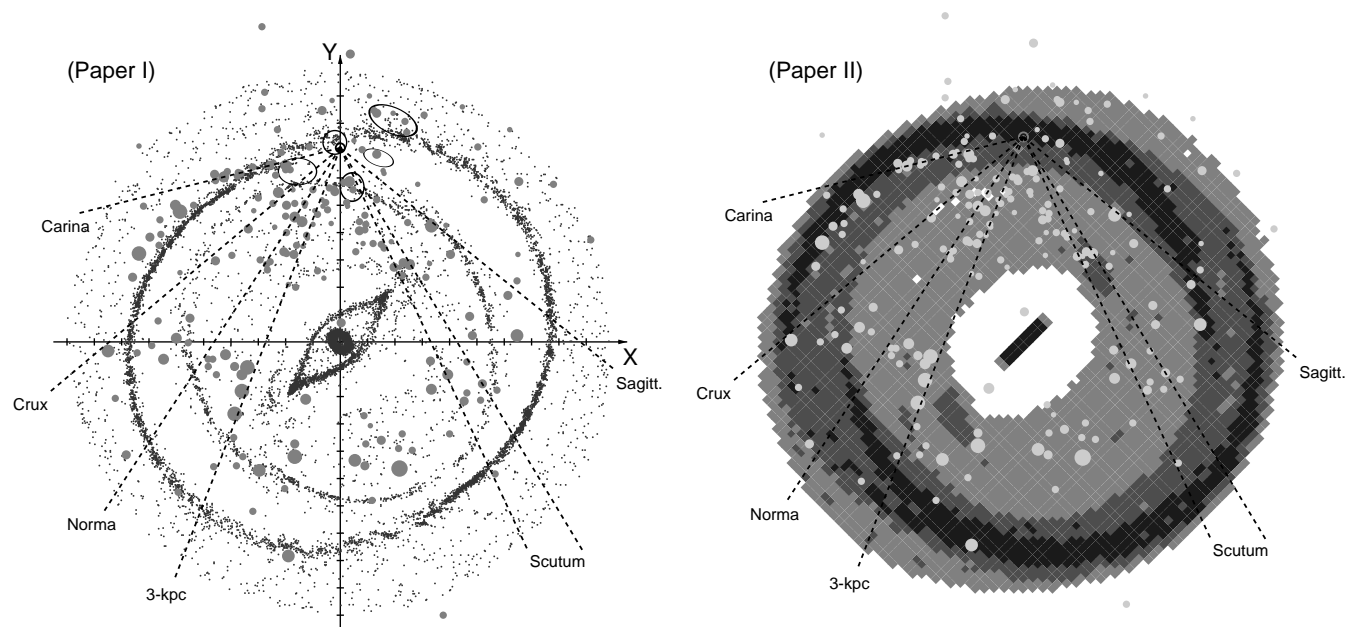 (Paper I)
Y
X
Carina
Crux
Norma
3-kpc
Scutum
Sagitt.
(Paper II)
Carina
Crux
Norma
3-kpc
Scutum
Sagitt.